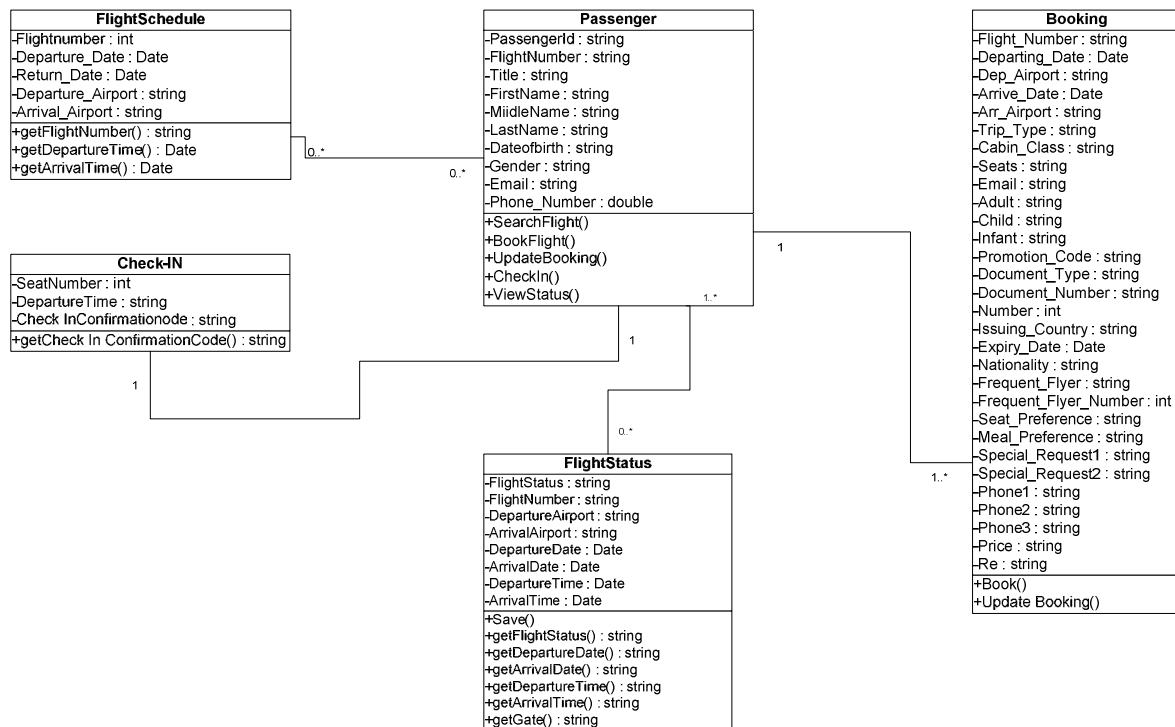 FlightSchedule
-Flightnumber : int
-Departure_Date : Date
-Return_Date : Date
-Departure_Airport : string
-Arrival_Airport : string
+getFlightNumber() : string
+getDepartureTime() : Date
+getArrivalTime() : Date
0..*
0..*
Passenger
-PassengerId : string
-FlightNumber : string
-Title : string
-FirstName : string
-MiidleName : string
-LastName : string
-Dateofbirth : string
-Gender : string
-Email : string
-Phone_Number : double
+SearchFlight()
+BookFlight()
+UpdateBooking()
+CheckIn()
+ViewStatus()
1..*
1
1
Check-IN
-SeatNumber : int
-DepartureTime : string
-Check InConfirmationode : string
+getCheck In ConfirmationCode() : string
1
0..*
FlightStatus
-FlightStatus : string
-FlightNumber : string
-DepartureAirport : string
-ArrivalAirport : string
-DepartureDate : Date
-ArrivalDate : Date
-DepartureTime : Date
-ArrivalTime : Date
+Save()
+getFlightStatus() : string
+getDepartureDate() : string
+getArrivalDate() : string
+getDepartureTime() : string
+getArrivalTime() : string
+getGate() : string
1..*
Booking
-Flight_Number : string
-Departing_Date : Date
-Dep_Airport : string
-Arrive_Date : Date
-Arr_Airport : string
-Trip_Type : string
-Cabin_Class : string
-Seats : string
-Email : string
-Adult : string
-Child : string
-Infant : string
-Promotion_Code : string
-Document_Type : string
-Document_Number : string
-Number : int
-Issuing_Country : string
-Expiry_Date : Date
-Nationality : string
-Frequent_Flyer : string
-Frequent_Flyer_Number : int
-Seat_Preference : string
-Meal_Preference : string
-Special_Request1 : string
-Special_Request2 : string
-Phone1 : string
-Phone2 : string
-Phone3 : string
-Price : string
-Re : string
+Book()
+Update Booking()